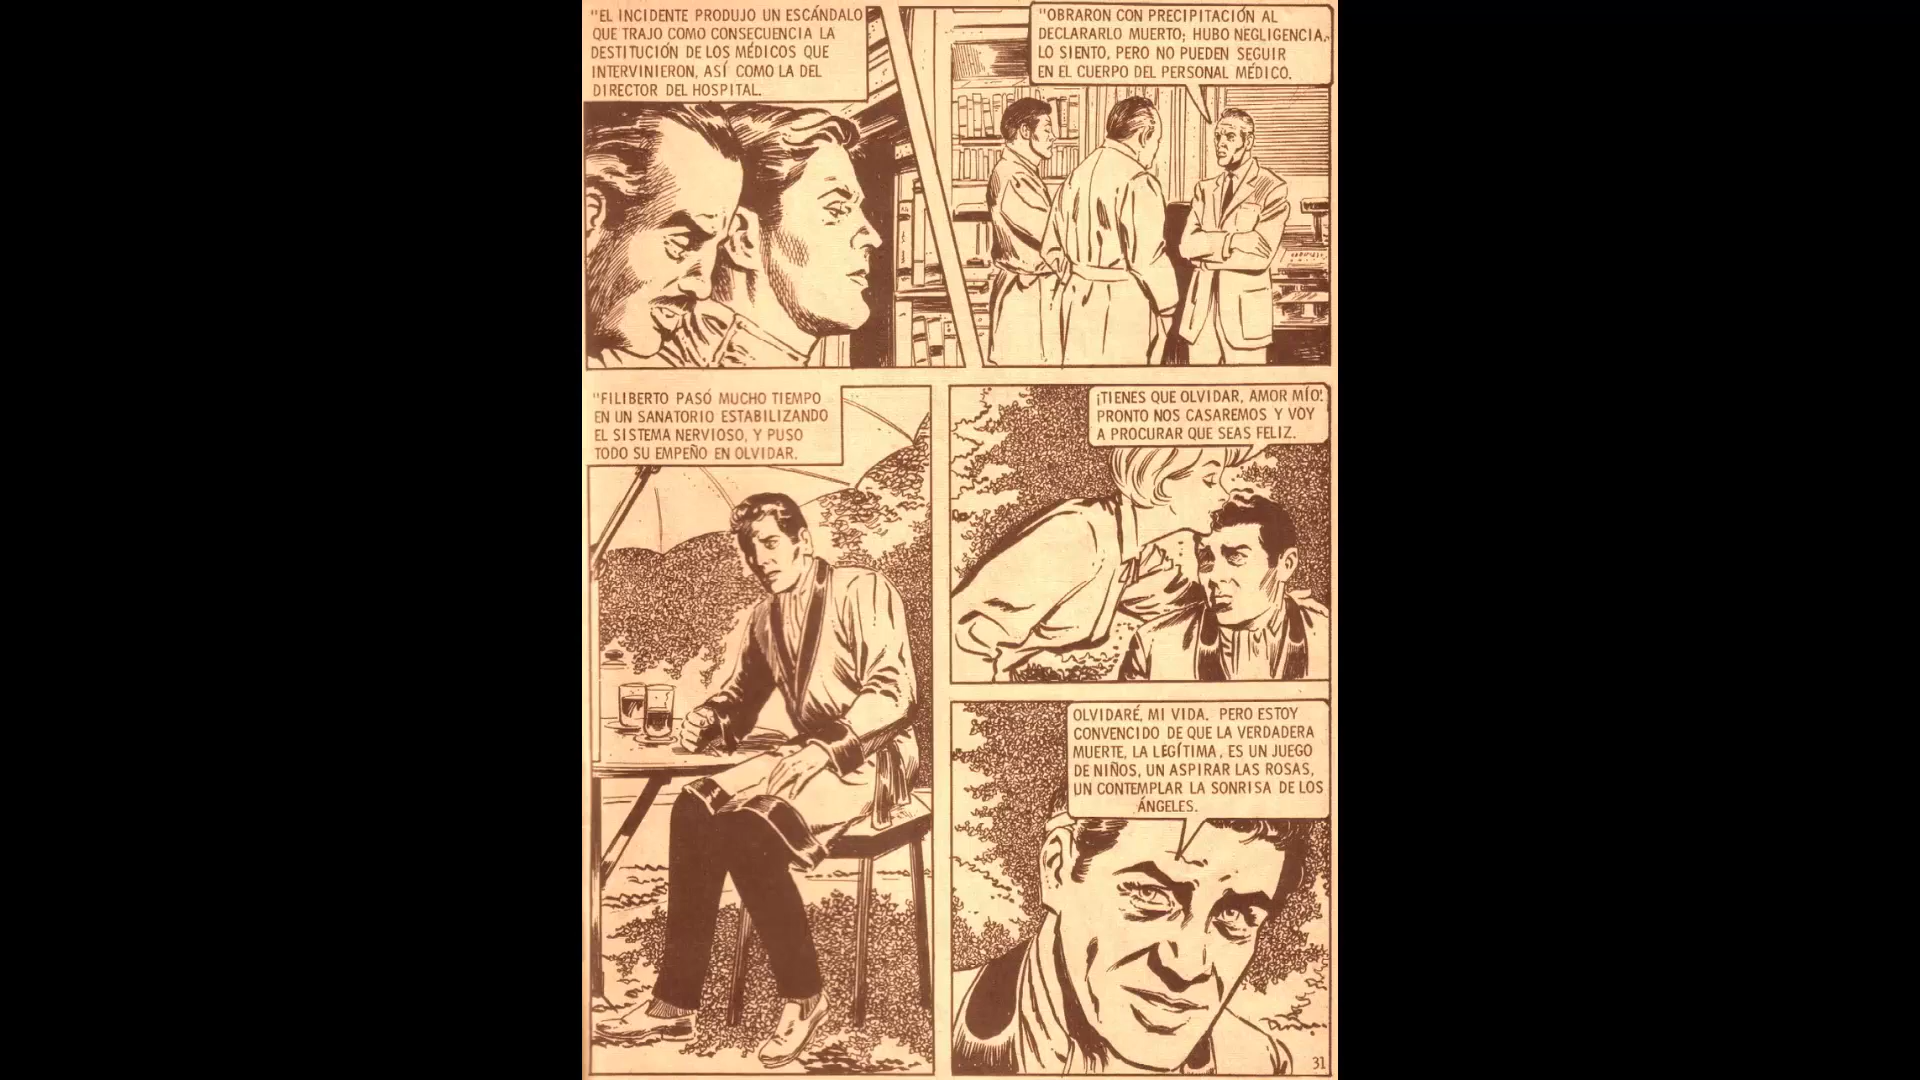 "EL INCIDENTE PRODUJO UN ESCÁNDALO
QUE TRAJO COMO CONSECUENCIA LA
DESTITUCIÓN DE LOS MÉDICOS QUE
INTERVINIERON, ASÍ COMO LA DEL
DIRECTOR DEL HOSPITAL.
"OBRARON CON PRECIPITACIÓN AL
DECLARARLO MUERTO; HUBO NEGLIGENCIA.
LO SIENTO, PERO NO PUEDEN SEGUIR
EN EL CUERPO DEL PERSONAL MÉDICO.
"FILIBERTO PASÓ MUCHO TIEMPO
EN UN SANATORIO ESTABILIZANDO
EL SISTEMA NERVIOSO, Y PUSO
TODO SU EMPEÑO EN OLVIDAR.
¡TIENES QUE OLVIDAR, AMOR MÍO!
PRONTO NOS CASAREMOS Y VOY
A PROCURAR QUE SEAS FELIZ.
OLVIDARÉ, MI VIDA. PERO ESTOY
CONVENCIDO DE QUE LA VERDADERA
MUERTE, LA LEGÍTIMA, ES UN JUEGO
DE NIÑOS, UN ASPIRAR LAS ROSAS,
UN CONTEMPLAR LA SONRISA DE LOS
ÁNGELES.
31